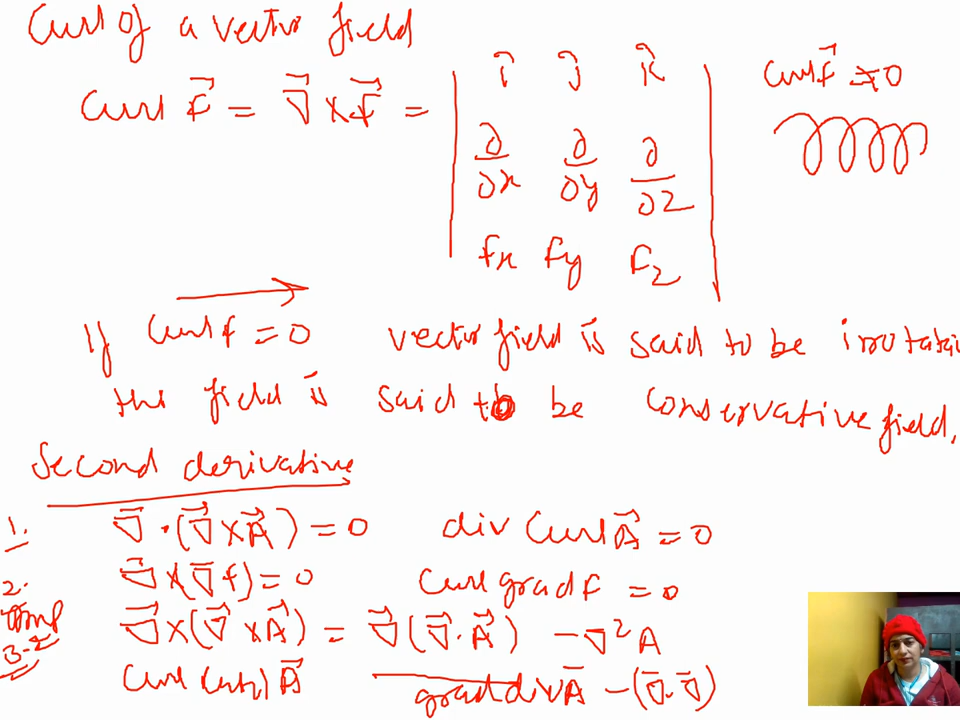 Curl of a vector field
Curl F⃗ = ∇⃗ × F⃗ = | î ĵ k̂ |
| ∂/∂x ∂/∂y ∂/∂z |
| Fx Fy Fz |
Curl F⃗ ≠ 0
If Curl F = 0 vector field is said to be irrotatio
the field is said to be conservative field,
Second derivative
1. ∇⃗ · (∇⃗ × A⃗) = 0 div Curl A⃗ = 0
2. ∇⃗ × (∇⃗ f) = 0 Curl grad F = 0
Imp 3- ∇⃗ × (∇⃗ × A⃗) = ∇⃗ (∇⃗ · A⃗) - ∇² A
Curl Curl A⃗ grad div A⃗ - (∇⃗ · ∇⃗)